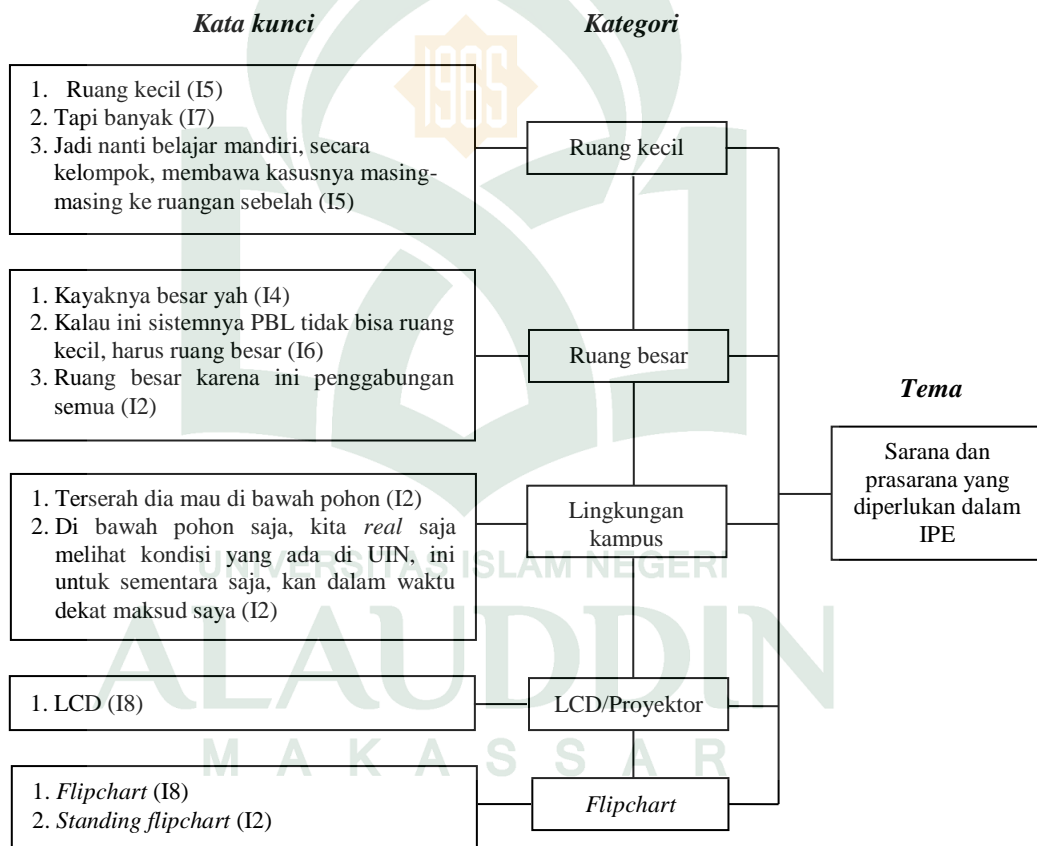 Kata kunci
Kategori
1. Ruang kecil (I5)
2. Tapi banyak (I7)
3. Jadi nanti belajar mandiri, secara
kelompok, membawa kasusnya masing-
masing ke ruangan sebelah (I5)
Ruang kecil
1. Kayaknya besar yah (I4)
2. Kalau ini sistemnya PBL tidak bisa ruang
kecil, harus ruang besar (I6)
3. Ruang besar karena ini penggabungan
semua (I2)
Ruang besar
Tema
Sarana dan
prasarana yang
diperlukan dalam
IPE
1. Terserah dia mau di bawah pohon (I2)
2. Di bawah pohon saja, kita real saja
melihat kondisi yang ada di UIN, ini
untuk sementara saja, kan dalam waktu
dekat maksud saya (I2)
Lingkungan
kampus
1. LCD (I8)
LCD/Proyektor
1. Flipchart (I8)
2. Standing flipchart (I2)
Flipchart
1965
UNIVERSITAS ISLAM NEGERI
ALAUDDIN
MAKASSAR